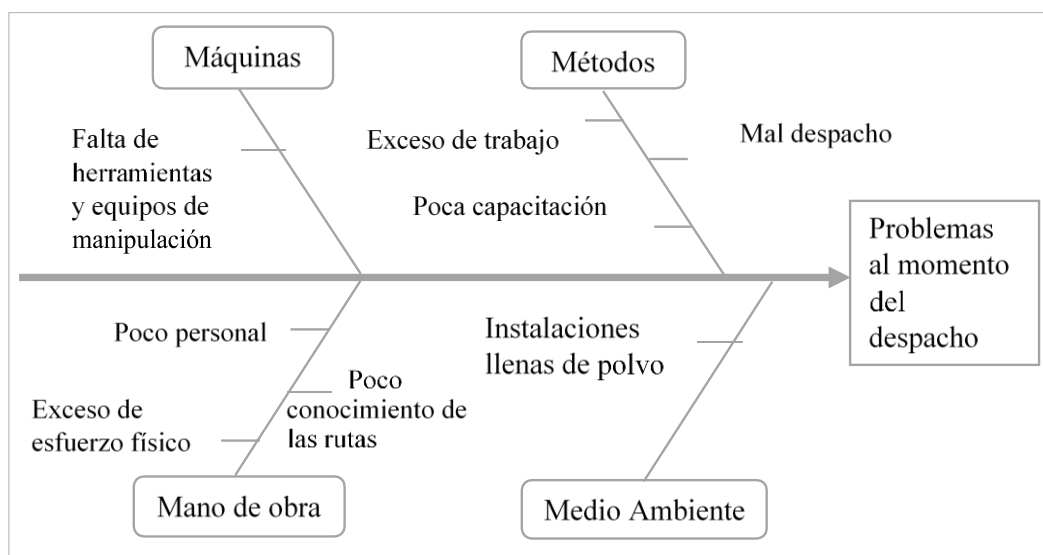 Máquinas
Métodos
Falta de
herramientas
y equipos de
manipulación
Exceso de trabajo
Mal despacho
Poca capacitación
Problemas
al momento
del
despacho
Poco personal
Instalaciones
llenas de polvo
Poco
conocimiento de
las rutas
Exceso de
esfuerzo físico
Mano de obra
Medio Ambiente